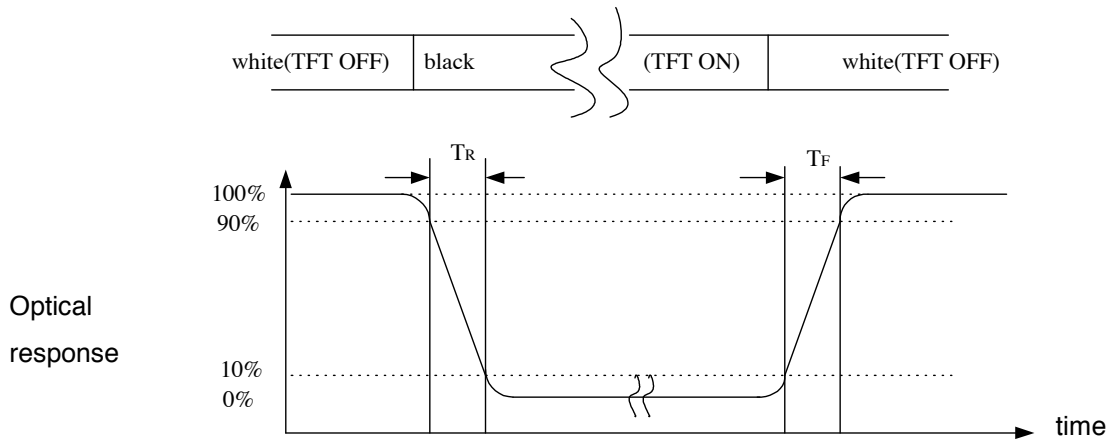 white(TFT OFF) black (TFT ON) white(TFT OFF)
TR TF
100%
90%
Optical
response
10%
0%
time